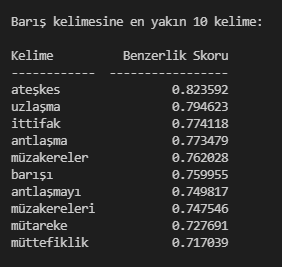 Barış kelimesine en yakın 10 kelime:
Kelime Benzerlik Skoru
------------ -----------------
ateşkes 0.823592
uzlaşma 0.794623
ittifak 0.774118
antlaşma 0.773479
müzakereler 0.762028
barışı 0.759955
antlaşmayı 0.749817
müzakereleri 0.747546
mütareke 0.727691
müttefiklik 0.717039